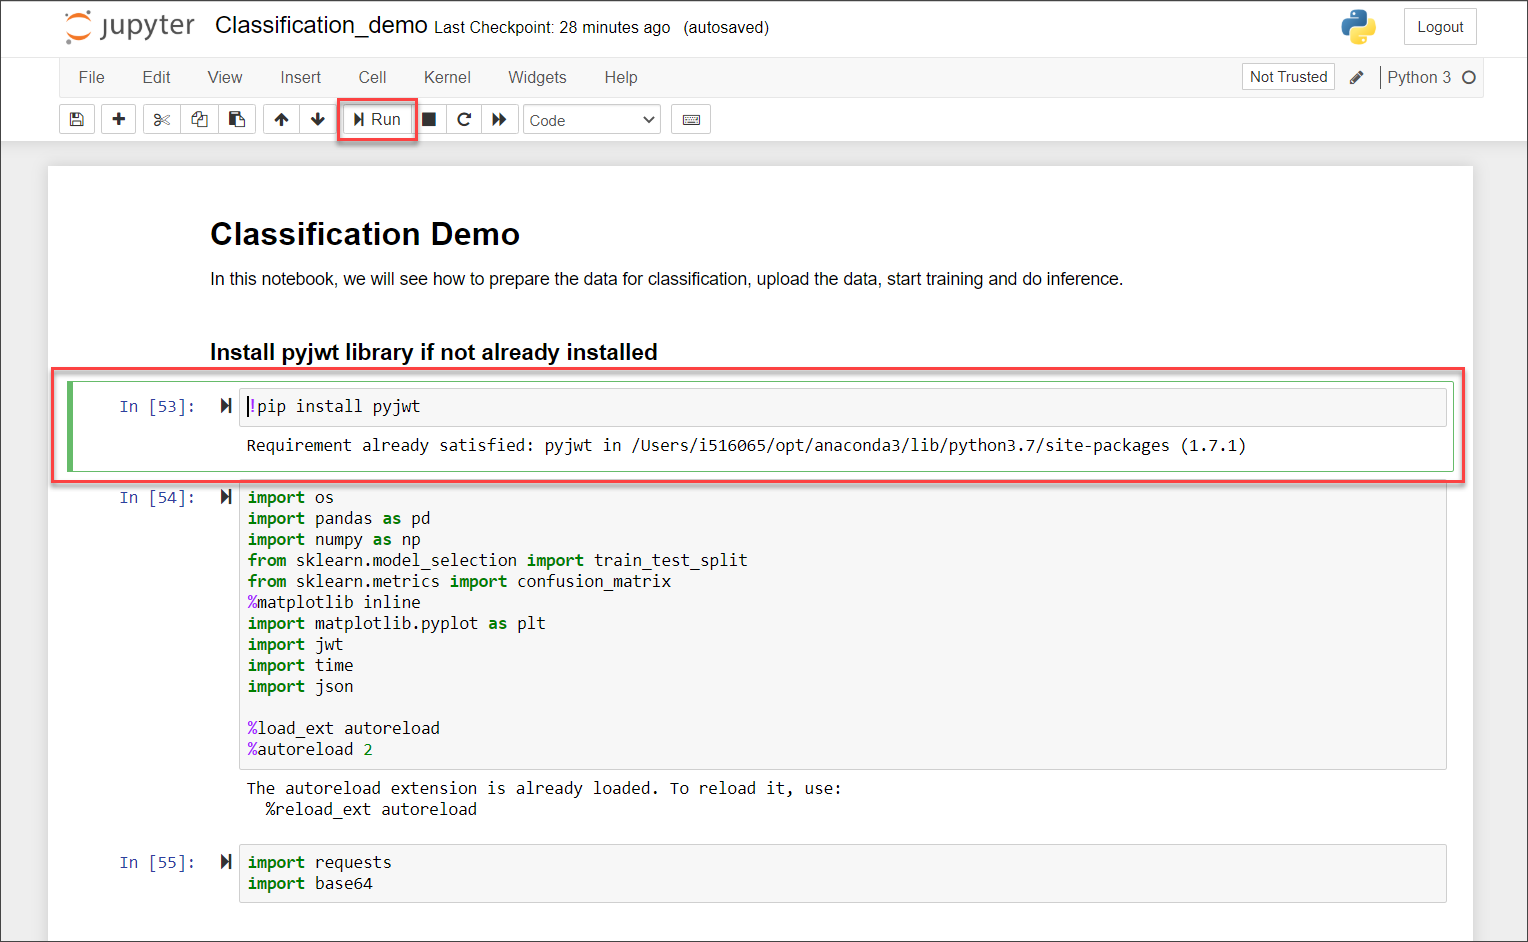 jupyter Classification_demo Last Checkpoint: 28 minutes ago (autosaved) Logout
File Edit View Insert Cell Kernel Widgets Help Not Trusted Python 3
Run Code
Classification Demo
In this notebook, we will see how to prepare the data for classification, upload the data, start training and do inference.
Install pyjwt library if not already installed
In [53]: !pip install pyjwt
Requirement already satisfied: pyjwt in /Users/i516065/opt/anaconda3/lib/python3.7/site-packages (1.7.1)
In [54]: import os
import pandas as pd
import numpy as np
from sklearn.model_selection import train_test_split
from sklearn.metrics import confusion_matrix
%matplotlib inline
import matplotlib.pyplot as plt
import jwt
import time
import json
%load_ext autoreload
%autoreload 2
The autoreload extension is already loaded. To reload it, use:
%reload_ext autoreload
In [55]: import requests
import base64